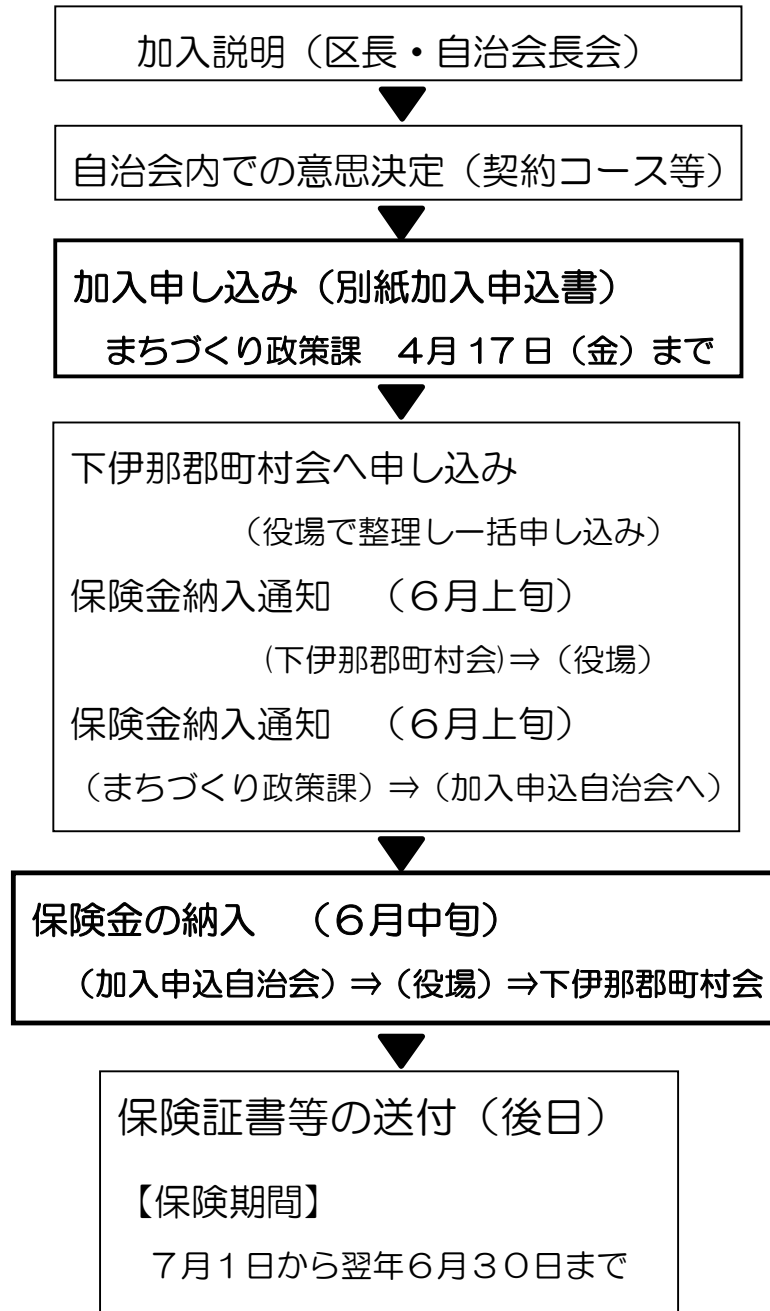 加入説明（区長・自治会長会）
自治会内での意思決定（契約コース等）
加入申し込み（別紙加入申込書）
まちづくり政策課　４月 17 日（金）まで
下伊那郡町村会へ申し込み
（役場で整理し一括申し込み）
保険金納入通知　（６月上旬）
(下伊那郡町村会)⇒（役場）
保険金納入通知　（６月上旬）
（まちづくり政策課）⇒（加入申込自治会へ）
保険金の納入　（６月中旬）
（加入申込自治会）⇒（役場）⇒下伊那郡町村会
保険証書等の送付（後日）
【保険期間】
７月１日から翌年６月３０日まで